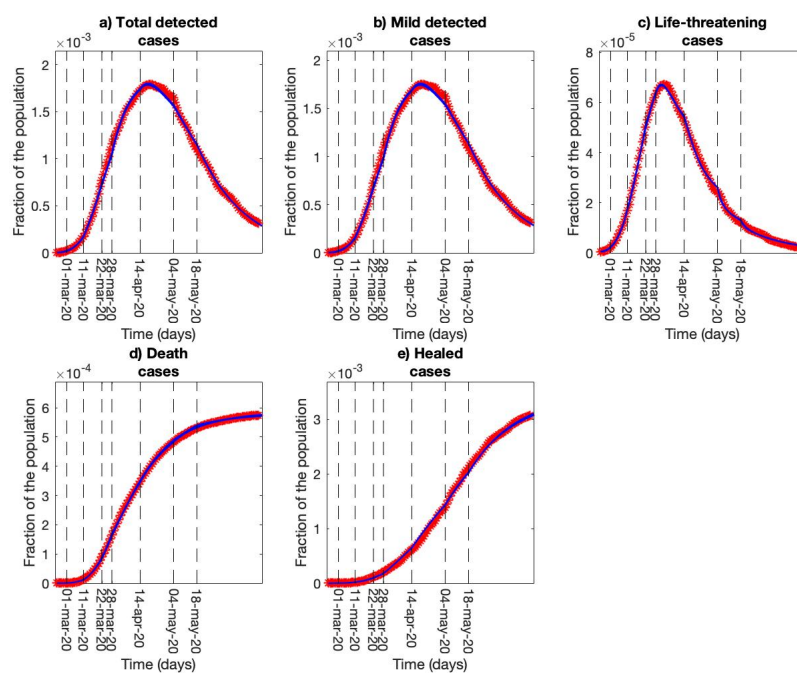 a) Total detected
cases
×10⁻³
Fraction of the population
2
1.5
1
0.5
0
01-mar-20
11-mar-20
22-mar-20
28-mar-20
14-apr-20
04-may-20
18-may-20
Time (days)
b) Mild detected
cases
×10⁻³
Fraction of the population
2
1.5
1
0.5
0
01-mar-20
11-mar-20
22-mar-20
28-mar-20
14-apr-20
04-may-20
18-may-20
Time (days)
c) Life-threatening
cases
×10⁻⁵
Fraction of the population
8
6
4
2
0
01-mar-20
11-mar-20
22-mar-20
28-mar-20
14-apr-20
04-may-20
18-may-20
Time (days)
d) Death
cases
×10⁻⁴
Fraction of the population
6
5
4
3
2
1
0
01-mar-20
11-mar-20
22-mar-20
28-mar-20
14-apr-20
04-may-20
18-may-20
Time (days)
e) Healed
cases
×10⁻³
Fraction of the population
3
2
1
0
01-mar-20
11-mar-20
22-mar-20
28-mar-20
14-apr-20
04-may-20
18-may-20
Time (days)